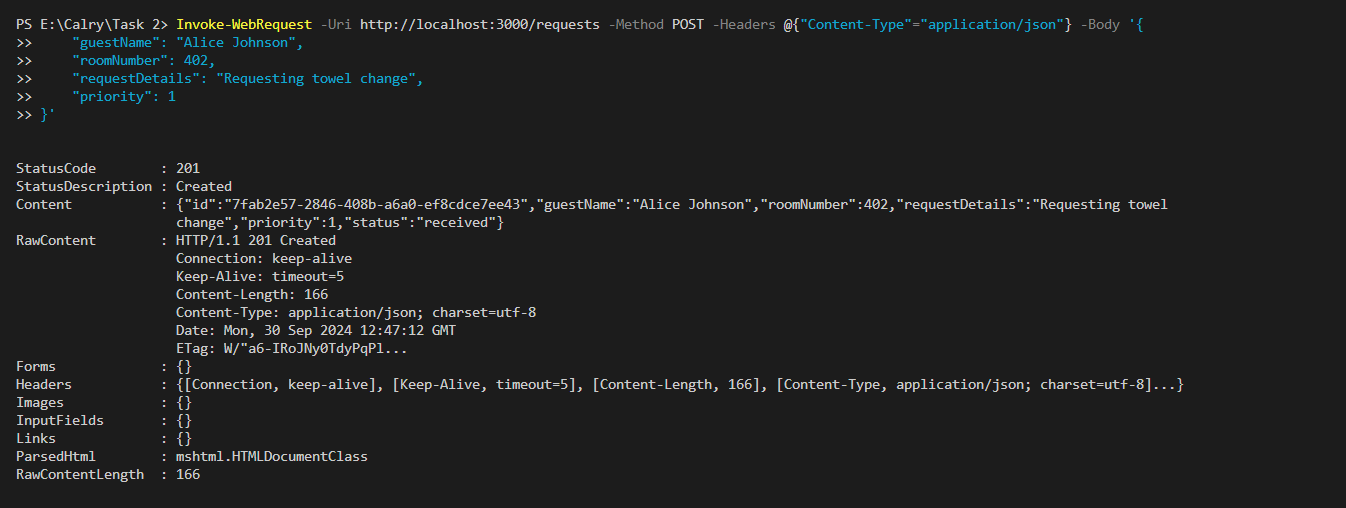 PS E:\Calry\Task 2> Invoke-WebRequest -Uri http://localhost:3000/requests -Method POST -Headers @{"Content-Type"="application/json"} -Body '{
>>     "guestName": "Alice Johnson",
>>     "roomNumber": 402,
>>     "requestDetails": "Requesting towel change",
>>     "priority": 1
>> }'
StatusCode        : 201
StatusDescription : Created
Content           : {"id":"7fab2e57-2846-408b-a6a0-ef8cdce7ee43","guestName":"Alice Johnson","roomNumber":402,"requestDetails":"Requesting towel
                    change","priority":1,"status":"received"}
RawContent        : HTTP/1.1 201 Created
                    Connection: keep-alive
                    Keep-Alive: timeout=5
                    Content-Length: 166
                    Content-Type: application/json; charset=utf-8
                    Date: Mon, 30 Sep 2024 12:47:12 GMT
                    ETag: W/"a6-IRoJNy0TdyPqPl...
Forms             : {}
Headers           : {[Connection, keep-alive], [Keep-Alive, timeout=5], [Content-Length, 166], [Content-Type, application/json; charset=utf-8]...}
Images            : {}
InputFields       : {}
Links             : {}
ParsedHtml        : mshtml.HTMLDocumentClass
RawContentLength  : 166